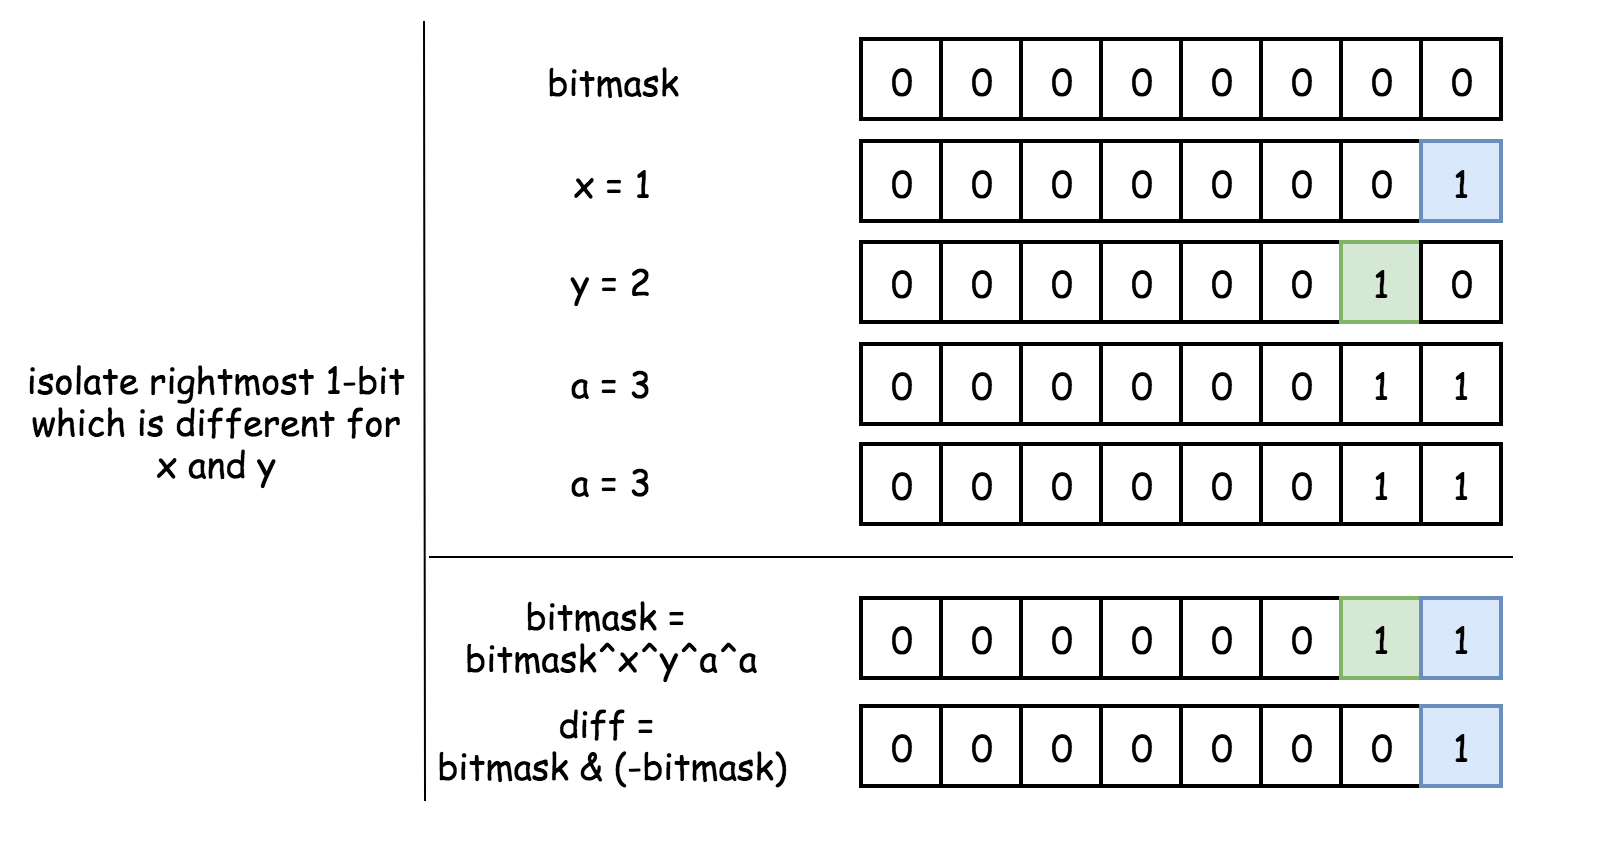 bitmask 0 0 0 0 0 0 0 0
x = 1 0 0 0 0 0 0 0 1
y = 2 0 0 0 0 0 0 1 0
isolate rightmost 1-bit
which is different for
x and y
a = 3 0 0 0 0 0 0 1 1
a = 3 0 0 0 0 0 0 1 1
bitmask =
bitmask^x^y^a^a 0 0 0 0 0 0 1 1
diff =
bitmask & (-bitmask) 0 0 0 0 0 0 0 1